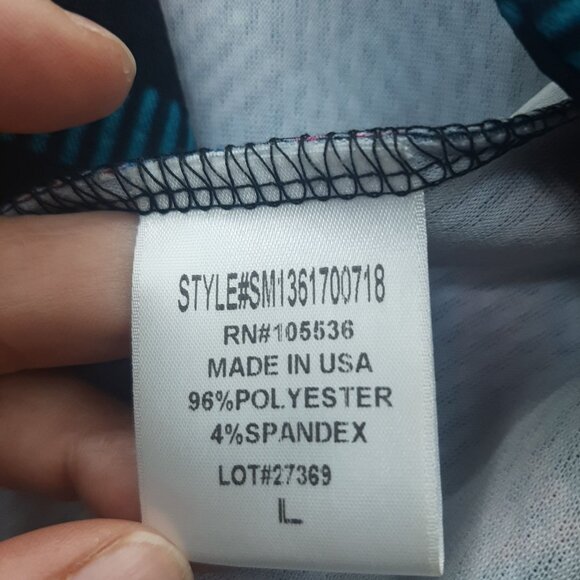 STYLE#SM1361700718
RN#105536
MADE IN USA
96%POLYESTER
4%SPANDEX
LOT#27369
L